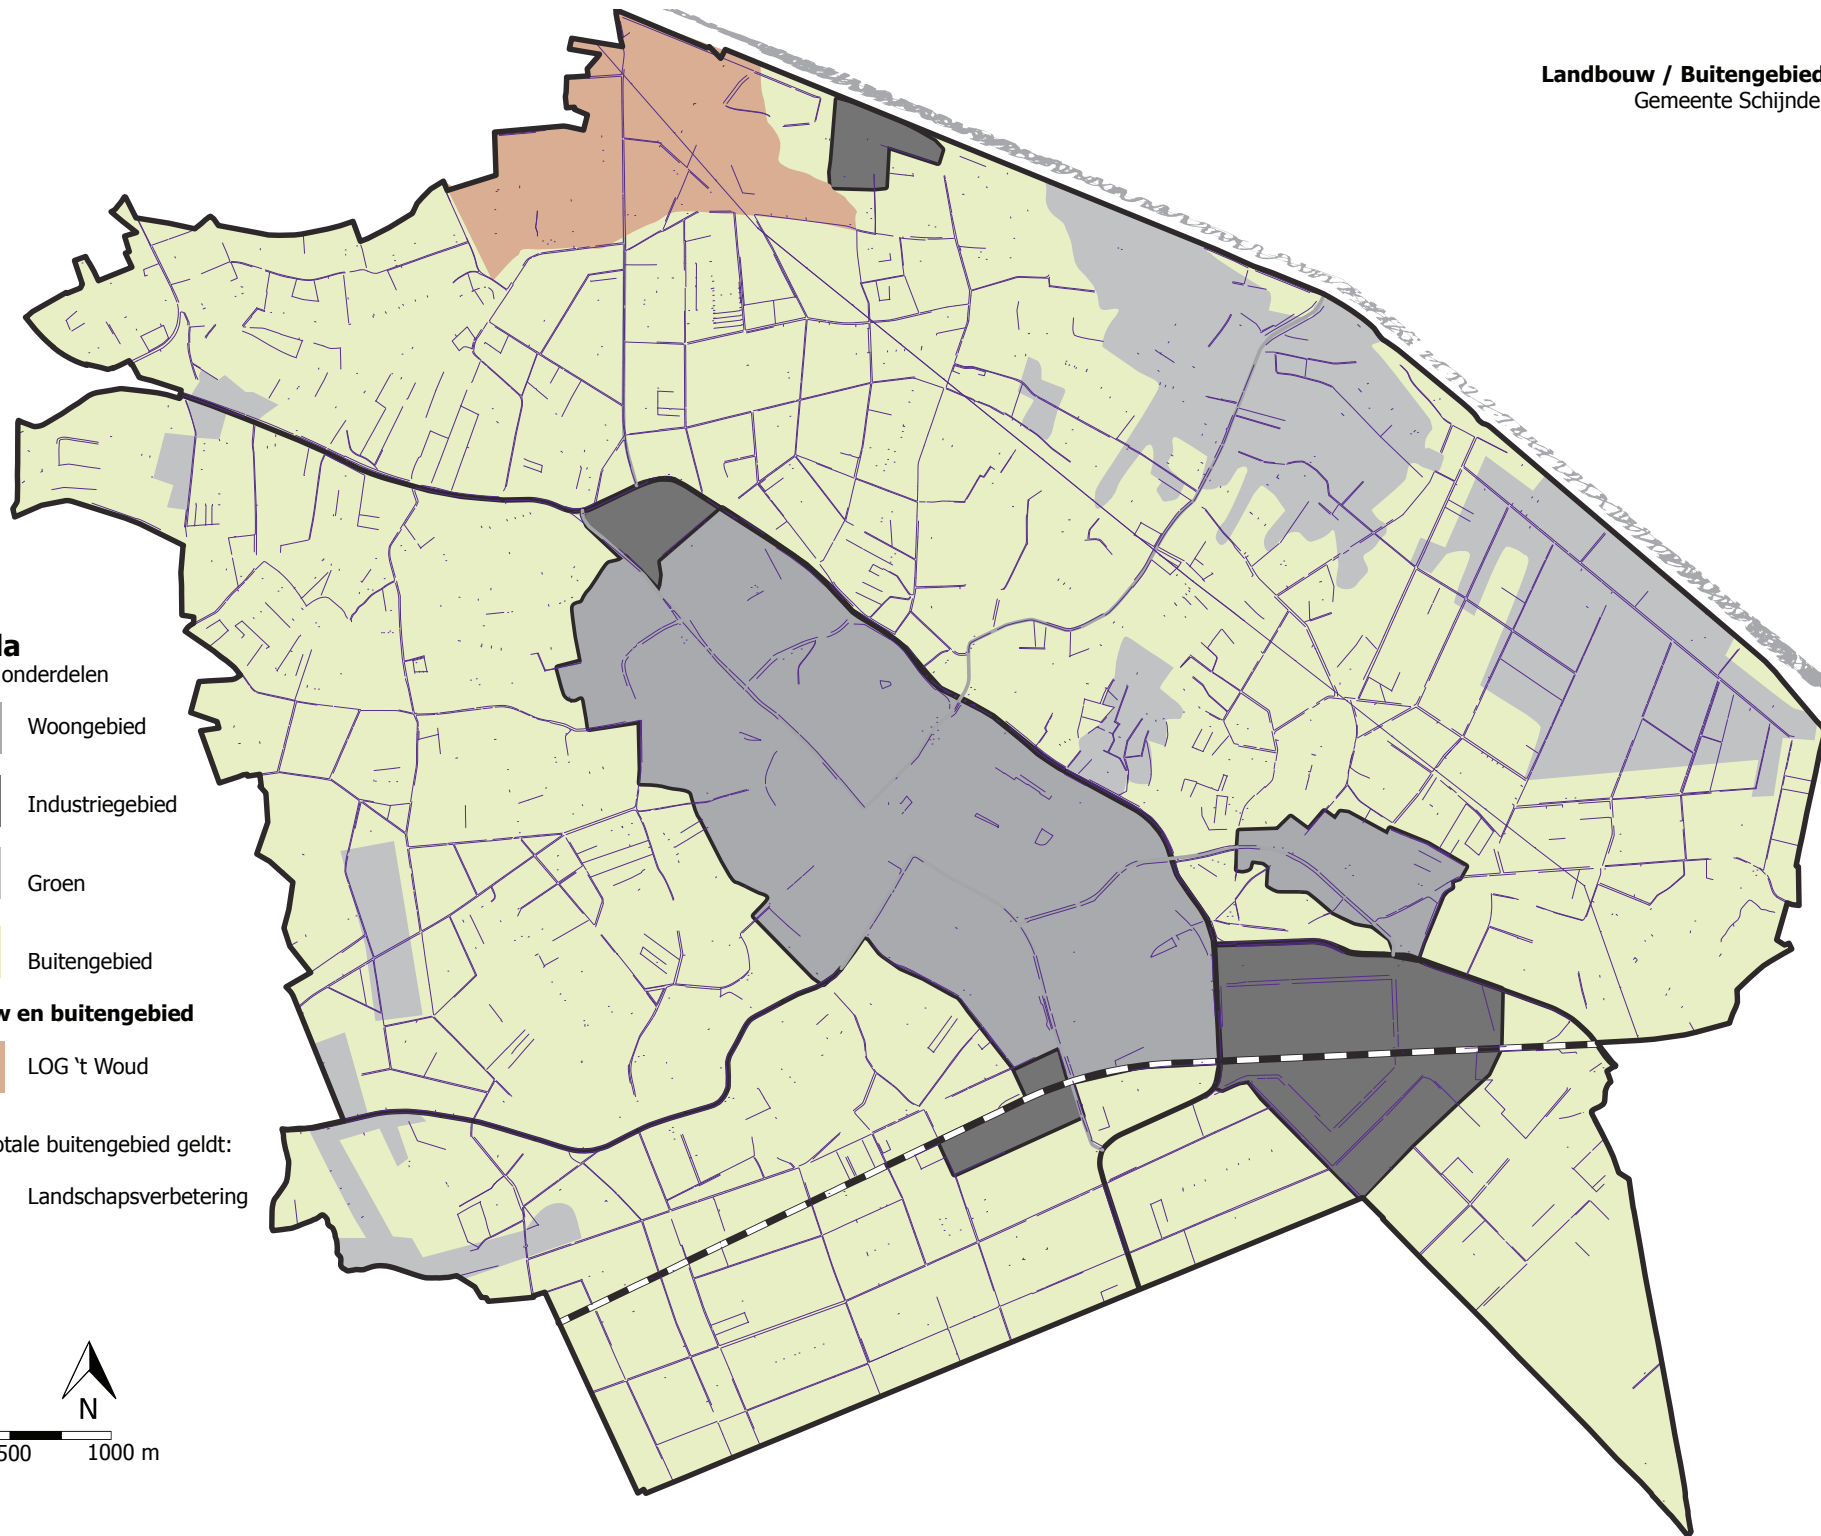 Landbouw / Buitengebied
Gemeente Schijnde
la
onderdelen
Woongebied
Industriegebied
Groen
Buitengebied
w en buitengebied
LOG ‘t Woud
otale buitengebied geldt:
Landschapsverbetering
N
500 1000 m